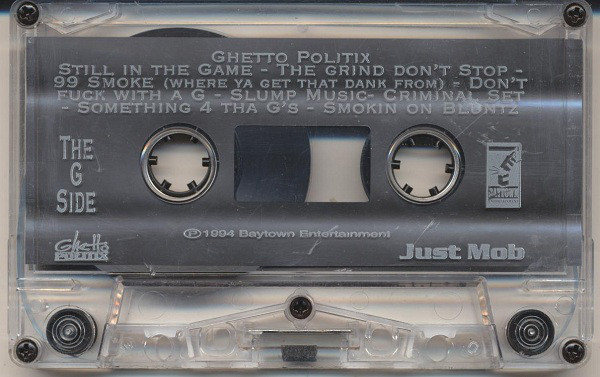 Ghetto Politix
Still in the Game - The grind don't Stop -
99 Smoke (where ya get that dank from) - Don't
fuck with a G - Slump Music- Criminal Set
- Something 4 tha G's - Smokin on Bluntz
The
G
Side
BAYTOWN
℗ 1994 Baytown Entertainment
Ghetto
POLITIX
Just Mob